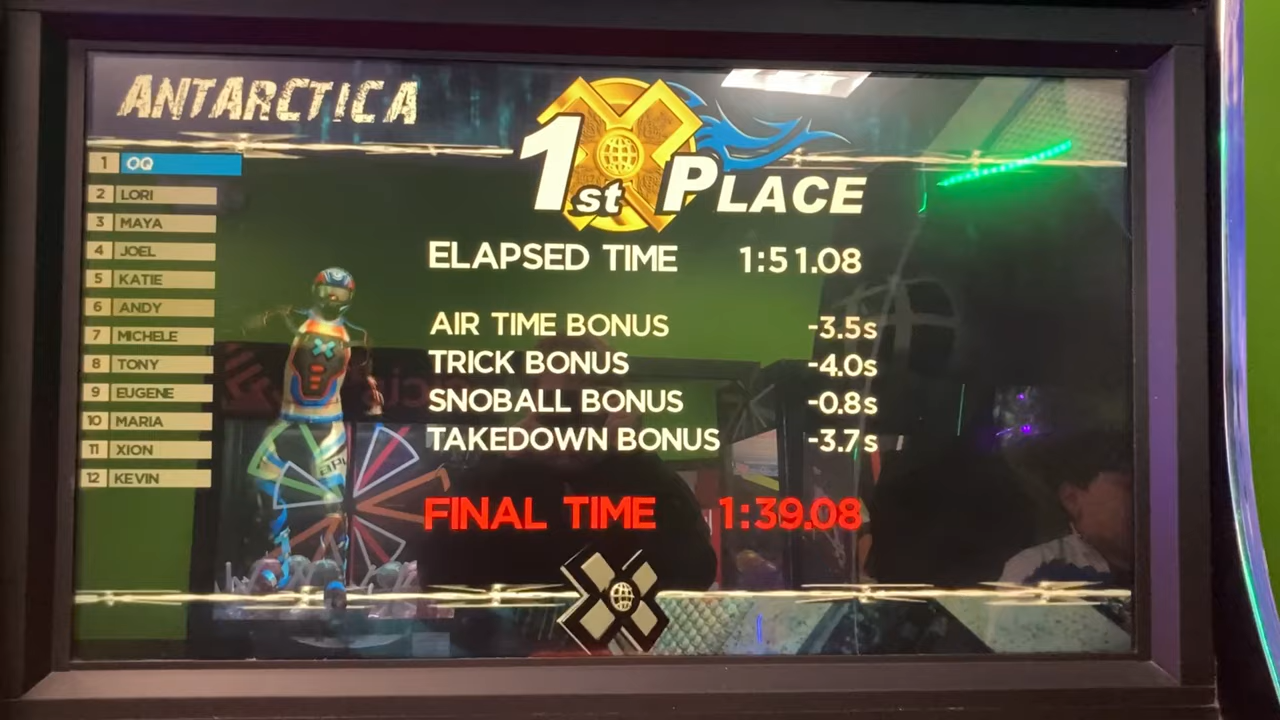 ANTARCTICA
1st PLACE
1 OQ
2 LORI
3 MAYA
4 JOEL
5 KATIE
6 ANDY
7 MICHELE
8 TONY
9 EUGENE
10 MARIA
11 XION
12 KEVIN
ELAPSED TIME 1:51.08
AIR TIME BONUS -3.5s
TRICK BONUS -4.0s
SNOBALL BONUS -0.8s
TAKEDOWN BONUS -3.7s
FINAL TIME 1:39.08